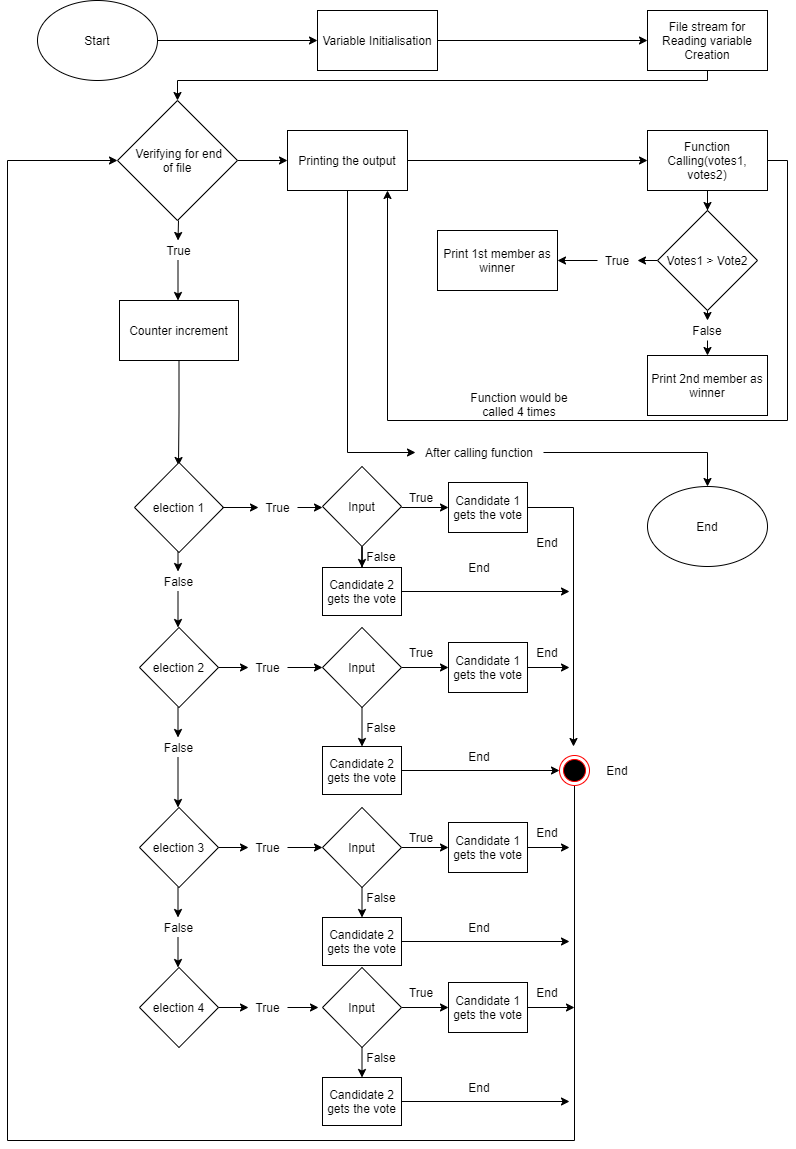 Start
Variable Initialisation
File stream for
Reading variable
Creation
Verifying for end
of file
Printing the output
Function
Calling(votes1,
votes2)
True
Print 1st member as
winner
True
Votes1 > Vote2
False
Counter increment
Print 2nd member as
winner
Function would be
called 4 times
After calling function
End
election 1
True
Input
True
Candidate 1
gets the vote
End
False
Candidate 2
gets the vote
End
False
election 2
True
Input
True
Candidate 1
gets the vote
End
False
Candidate 2
gets the vote
End
False
End
election 3
True
Input
True
Candidate 1
gets the vote
End
False
Candidate 2
gets the vote
End
False
election 4
True
Input
True
Candidate 1
gets the vote
End
False
Candidate 2
gets the vote
End